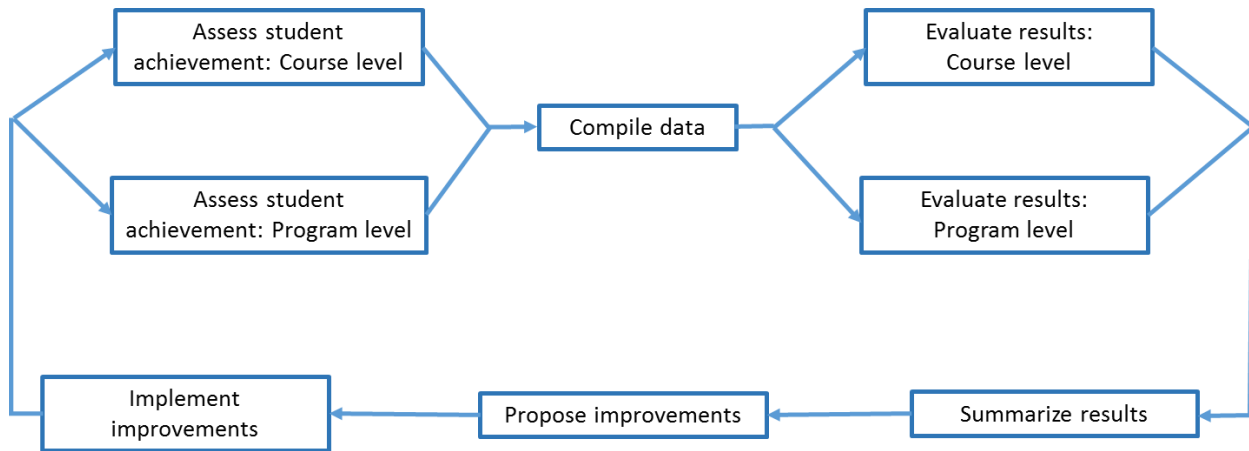 Assess student
achievement: Course level
Assess student
achievement: Program level
Compile data
Evaluate results:
Course level
Evaluate results:
Program level
Summarize results
Propose improvements
Implement
improvements